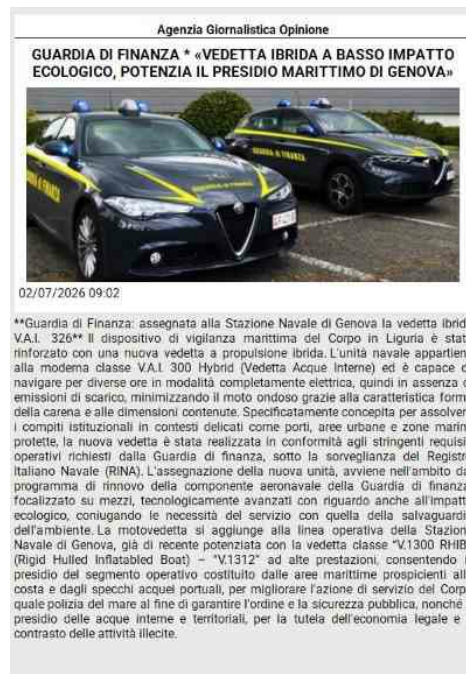 Agenzia Giornalistica Opinione
GUARDIA DI FINANZA * «VEDETTA IBRIDA A BASSO IMPATTO
ECOLOGICO, POTENZIA IL PRESIDIO MARITTIMO DI GENOVA»
GUARDIA DI FINANZA
02/07/2026 09:02
**Guardia di Finanza: assegnata alla Stazione Navale di Genova la vedetta ibrid
V.A.I. 326** Il dispositivo di vigilanza marittima del Corpo in Liguria è stat
rinforzato con una nuova vedetta a propulsione ibrida. L'unità navale appartien
alla moderna classe V.A.I. 300 Hybrid (Vedetta Acque Interne) ed è capace d
navigare per diverse ore in modalità completamente elettrica, quindi in assenza d
emissioni di scarico, minimizzando il moto ondoso grazie alla caratteristica form
della carena e alle dimensioni contenute. Specificatamente concepita per assolver
i compiti istituzionali in contesti delicati come porti, aree urbane e zone marin
protette, la nuova vedetta è stata realizzata in conformità agli stringenti requisi
operativi richiesti dalla Guardia di finanza, sotto la sorveglianza del Registr
Italiano Navale (RINA). L'assegnazione della nuova unità, avviene nell'ambito da
programma di rinnovo della componente aeronavale della Guardia di finanza
focalizzato su mezzi, tecnologicamente avanzati con riguardo anche all'impatt
ecologico, coniugando le necessità del servizio con quella della salvaguardi
dell'ambiente. La motovedetta si aggiunge alla linea operativa della Stazion
Navale di Genova, già di recente potenziata con la vedetta classe "V.1300 RHIB
(Rigid Hulled Inflatabled Boat) – "V.1312" ad alte prestazioni, consentendo i
presidio del segmento operativo costituito dalle aree marittime prospicienti all
costa e dagli specchi acquei portuali, per migliorare l'azione di servizio del Corp
quale polizia del mare al fine di garantire l'ordine e la sicurezza pubblica, nonché i
presidio delle acque interne e territoriali, per la tutela dell'economia legale e i
contrasto delle attività illecite.